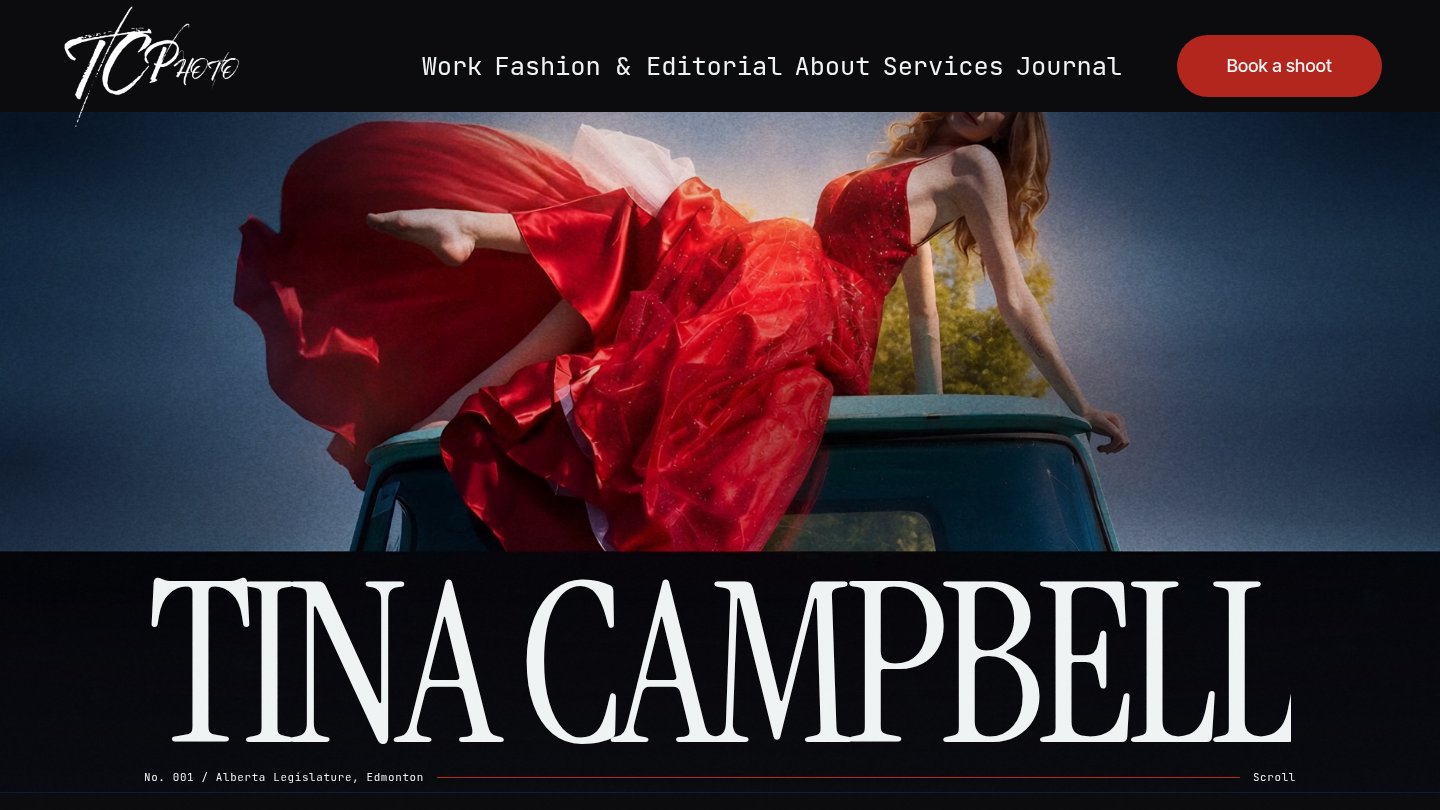 TCPHOTO
Work Fashion & Editorial About Services Journal
Book a shoot
TINA CAMPBELL
No. 001 / Alberta Legislature, Edmonton
Scroll